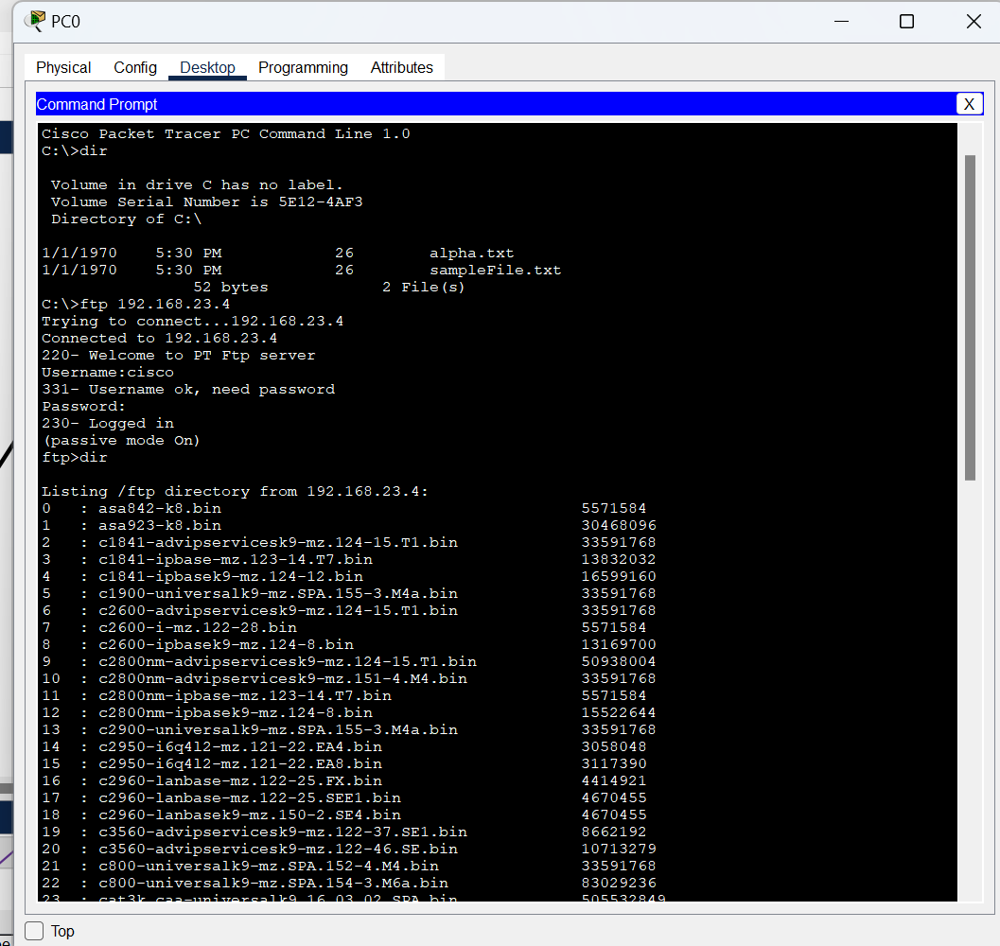 PC0
Physical Config Desktop Programming Attributes
Command Prompt X
Cisco Packet Tracer PC Command Line 1.0
C:\>dir
Volume in drive C has no label.
Volume Serial Number is 5E12-4AF3
Directory of C:\
1/1/1970 5:30 PM 26 alpha.txt
1/1/1970 5:30 PM 26 sampleFile.txt
52 bytes 2 File(s)
C:\>ftp 192.168.23.4
Trying to connect...192.168.23.4
Connected to 192.168.23.4
220- Welcome to PT Ftp server
Username:cisco
331- Username ok, need password
Password:
230- Logged in
(passive mode On)
ftp>dir
Listing /ftp directory from 192.168.23.4:
0 : asa842-k8.bin 5571584
1 : asa923-k8.bin 30468096
2 : c1841-advipservicesk9-mz.124-15.T1.bin 33591768
3 : c1841-ipbase-mz.123-14.T7.bin 13832032
4 : c1841-ipbasek9-mz.124-12.bin 16599160
5 : c1900-universalk9-mz.SPA.155-3.M4a.bin 33591768
6 : c2600-advipservicesk9-mz.124-15.T1.bin 33591768
7 : c2600-i-mz.122-28.bin 5571584
8 : c2600-ipbasek9-mz.124-8.bin 13169700
9 : c2800nm-advipservicesk9-mz.124-15.T1.bin 50938004
10 : c2800nm-advipservicesk9-mz.151-4.M4.bin 33591768
11 : c2800nm-ipbase-mz.123-14.T7.bin 5571584
12 : c2800nm-ipbasek9-mz.124-8.bin 15522644
13 : c2900-universalk9-mz.SPA.155-3.M4a.bin 33591768
14 : c2950-i6q4l2-mz.121-22.EA4.bin 3058048
15 : c2950-i6q4l2-mz.121-22.EA8.bin 3117390
16 : c2960-lanbase-mz.122-25.FX.bin 4414921
17 : c2960-lanbase-mz.122-25.SEE1.bin 4670455
18 : c2960-lanbasek9-mz.150-2.SE4.bin 4670455
19 : c3560-advipservicesk9-mz.122-37.SE1.bin 8662192
20 : c3560-advipservicesk9-mz.122-46.SE.bin 10713279
21 : c800-universalk9-mz.SPA.152-4.M4.bin 33591768
22 : c800-universalk9-mz.SPA.154-3.M6a.bin 83029236
23 : cat3k_caa-universalk9.16.03.02.SPA.bin 505532849
Top